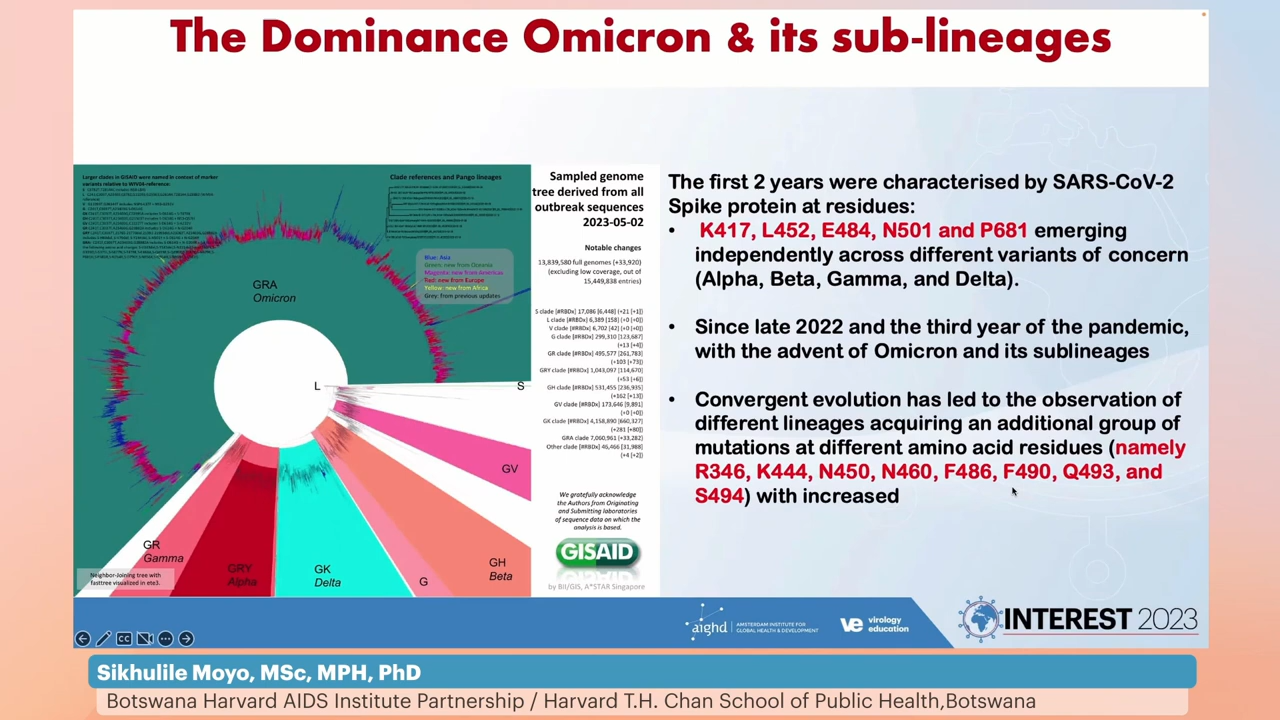 The Dominance Omicron & its sub-lineages
Larger clades in GISAID were named in context of marker
variants relative to WIV04-reference:
Clade references and Pango lineages
Blue: Asia
Green: new from Oceania
Magenta: new from Americas
Red: new from Europe
Yellow: new from Africa
Grey: from previous updates
GRA
Omicron
L
S
GV
GH
Beta
G
GK
Delta
GRY
Alpha
GR
Gamma
Neighbor-Joining tree with
fasttree visualized in ete3.
Sampled genome
tree derived from all
outbreak sequences
2023-05-02
Notable changes
13,839,580 full genomes (+33,920)
(excluding low coverage, out of
15,449,838 entries)
S clade [#RBDx] 17,086 [6,448] (+21 [+1])
L clade [#RBDx] 6,389 [158] (+0 [+0])
V clade [#RBDx] 6,702 [42] (+0 [+0])
G clade [#RBDx] 299,310 [123,687]
(+13 [+4])
GR clade [#RBDx] 495,577 [261,783]
(+103 [+73])
GRY clade [#RBDx] 1,043,097 [114,670]
(+53 [+6])
GH clade [#RBDx] 531,455 [236,935]
(+162 [+13])
GV clade [#RBDx] 173,646 [9,891]
(+0 [+0])
GK clade [#RBDx] 4,158,890 [660,327]
(+281 [+80])
GRA clade 7,060,961 (+33,282)
Other clade [#RBDx] 46,466 [31,988]
(+4 [+2])
We gratefully acknowledge
the Authors from Originating
and Submitting laboratories
of sequence data on which the
analysis is based.
GISAID
by BII/GIS, A*STAR Singapore
The first 2 years were characterised by SARS-CoV-2
Spike protein at residues:
• K417, L452, E484, N501 and P681 emerging
independently across different variants of concern
(Alpha, Beta, Gamma, and Delta).
• Since late 2022 and the third year of the pandemic,
with the advent of Omicron and its sublineages
• Convergent evolution has led to the observation of
different lineages acquiring an additional group of
mutations at different amino acid residues (namely
R346, K444, N450, N460, F486, F490, Q493, and
S494) with increased
CC
aighd
AMSTERDAM INSTITUTE FOR
GLOBAL HEALTH & DEVELOPMENT
ve virology
education
INTEREST 2023
Sikhulile Moyo, MSc, MPH, PhD
Botswana Harvard AIDS Institute Partnership / Harvard T.H. Chan School of Public Health,Botswana